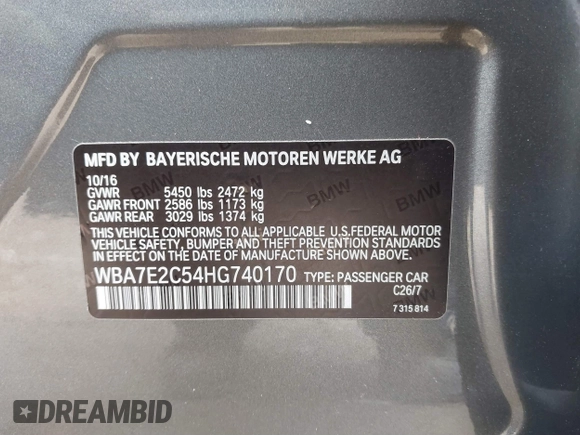 MFD BY BAYERISCHE MOTOREN WERKE AG
10/16
GVWR 5450 lbs 2472 kg
GAWR FRONT 2586 lbs 1173 kg
GAWR REAR 3029 lbs 1374 kg
THIS VEHICLE CONFORMS TO ALL APPLICABLE U.S.FEDERAL MOTOR
VEHICLE SAFETY, BUMPER AND THEFT PREVENTION STANDARDS
IN EFFECT ON THE DATE OF MANUFACTURE SHOWN ABOVE.
WBA7E2C54HG740170 TYPE: PASSENGER CAR
C26/7
7 315 814
BMW
BMW
BMW
DREAMBID